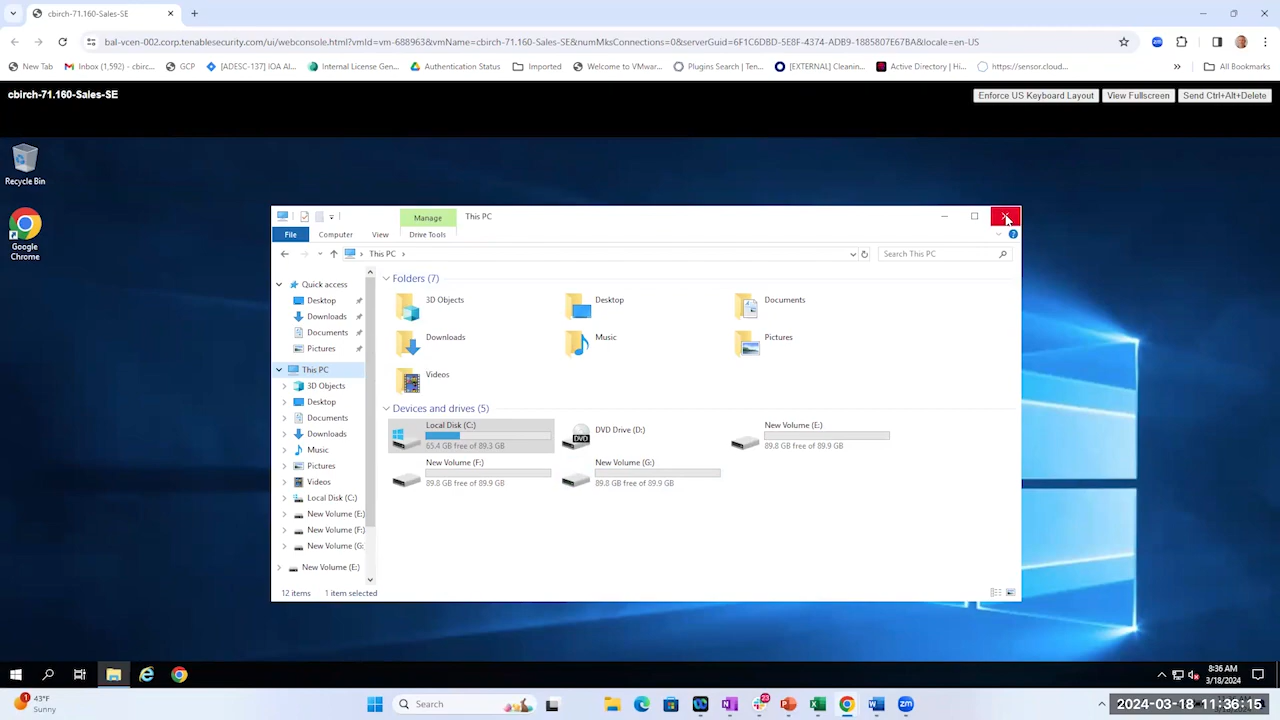 cbirch-71.160-Sales-SE
bal-vcen-002.corp.tenablesecurity.com/ui/webconsole.html?vmId=vm-688963&vmName=cbirch-71.160-Sales-SE&numMksConnections=0&serverGuid=6F1C6DBD-5E8F-4374-ADB9-1885807E67BA&locale=en-US
New Tab
Inbox (1,592) - cbirc...
GCP
[ADESC-137] IOA AI...
Internal License Gen...
Authentication Status
Imported
Welcome to VMwar...
Plugins Search | Ten...
[EXTERNAL] Cleanin...
Active Directory | Hi...
https://sensor.cloud...
»
All Bookmarks
cbirch-71.160-Sales-SE
Enforce US Keyboard Layout
View Fullscreen
Send Ctrl+Alt+Delete
Recycle Bin
Google
Chrome
Manage
This PC
File
Computer
View
Drive Tools
This PC
Search This PC
Quick access
Desktop
Downloads
Documents
Pictures
This PC
3D Objects
Desktop
Documents
Downloads
Music
Pictures
Videos
Local Disk (C:)
New Volume (E:)
New Volume (F:)
New Volume (G:
New Volume (E:)
Folders (7)
3D Objects
Desktop
Documents
Downloads
Music
Pictures
Videos
Devices and drives (5)
Local Disk (C:)
65.4 GB free of 89.3 GB
DVD Drive (D:)
DVD
New Volume (E:)
89.8 GB free of 89.9 GB
New Volume (F:)
89.8 GB free of 89.9 GB
New Volume (G:)
89.8 GB free of 89.9 GB
12 items
1 item selected
8:36 AM
3/18/2024
43°F
Sunny
Search
2024-03-18 11:36:15